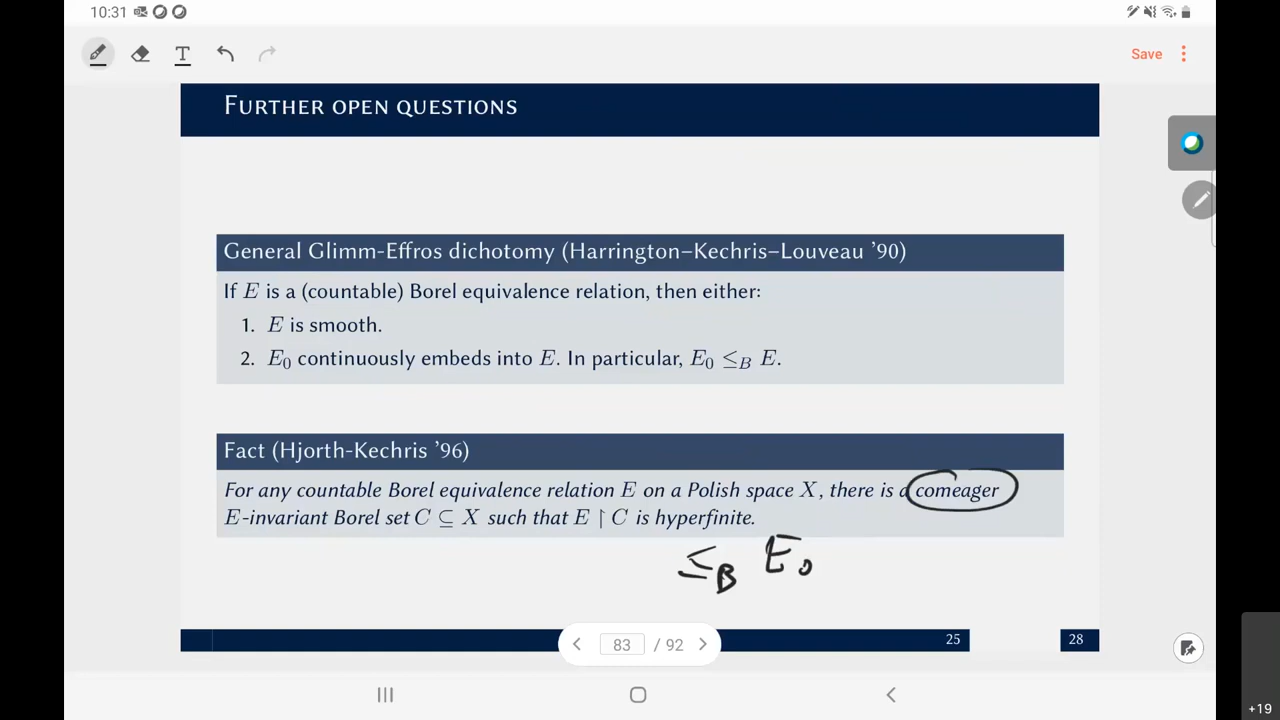 10:31
T
Save
FURTHER OPEN QUESTIONS
General Glimm-Effros dichotomy (Harrington–Kechris–Louveau ’90)
If E is a (countable) Borel equivalence relation, then either:
1. E is smooth.
2. E₀ continuously embeds into E. In particular, E₀ ≤_B E.
Fact (Hjorth-Kechris ’96)
For any countable Borel equivalence relation E on a Polish space X, there is a comeager
E-invariant Borel set C ⊆ X such that E ↾ C is hyperfinite.
≤_B E₀
83 / 92
25
28
+19